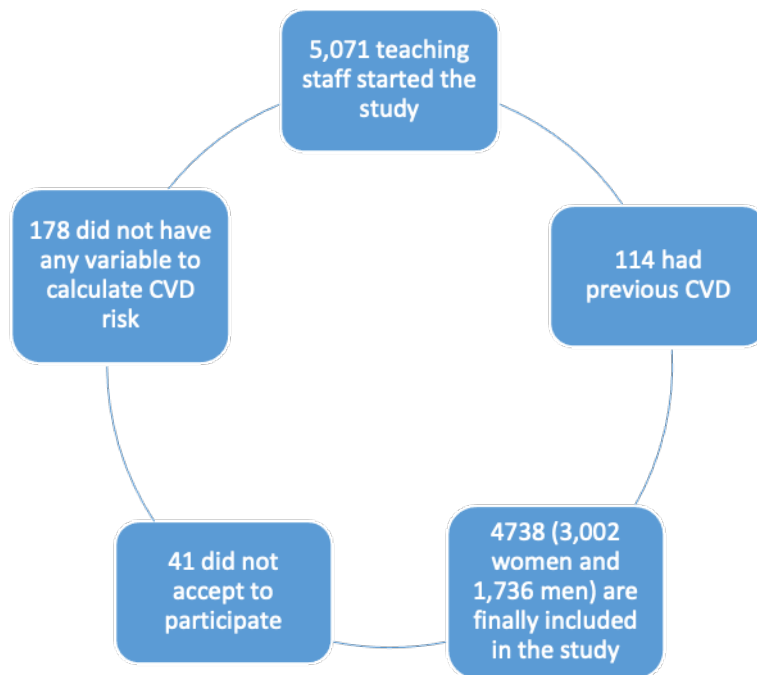 5,071 teaching
staff started the
study
114 had
previous CVD
4738 (3,002
women and
1,736 men) are
finally included
in the study
41 did not
accept to
participate
178 did not have
any variable to
calculate CVD
risk